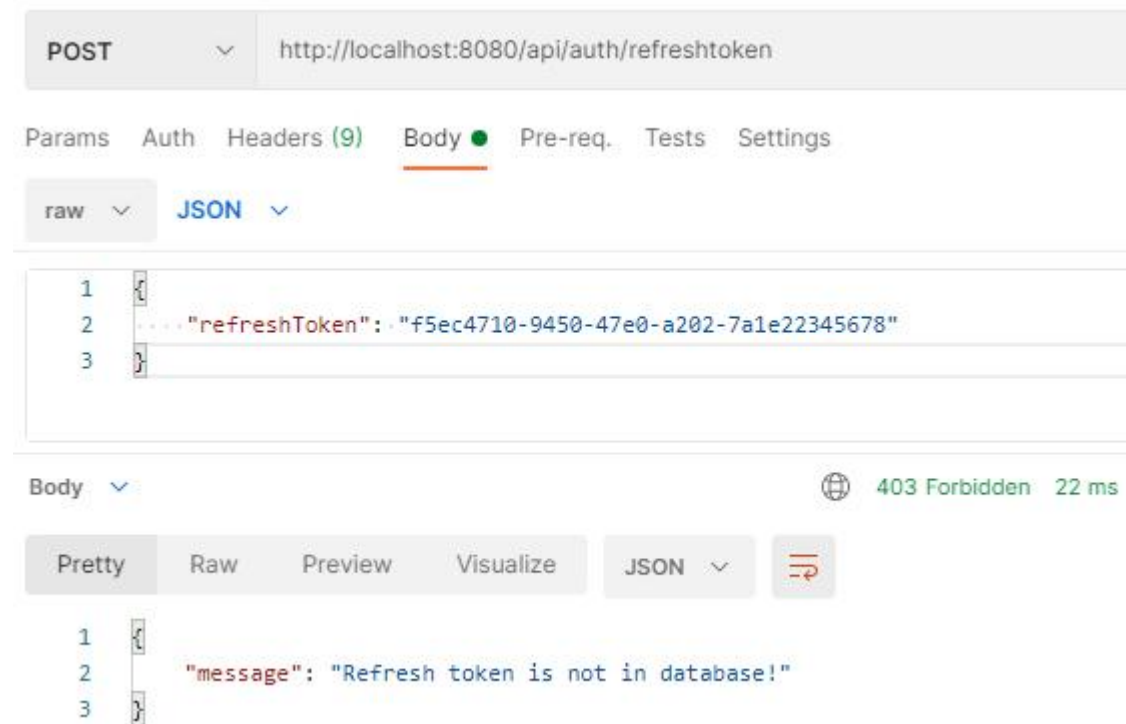 POST http://localhost:8080/api/auth/refreshtoken
Params Auth Headers (9) Body Pre-req. Tests Settings
raw JSON
1 {
2 "refreshToken": "f5ec4710-9450-47e0-a202-7a1e22345678"
3 }
Body 403 Forbidden 22 ms
Pretty Raw Preview Visualize JSON
1 {
2 "message": "Refresh token is not in database!"
3 }